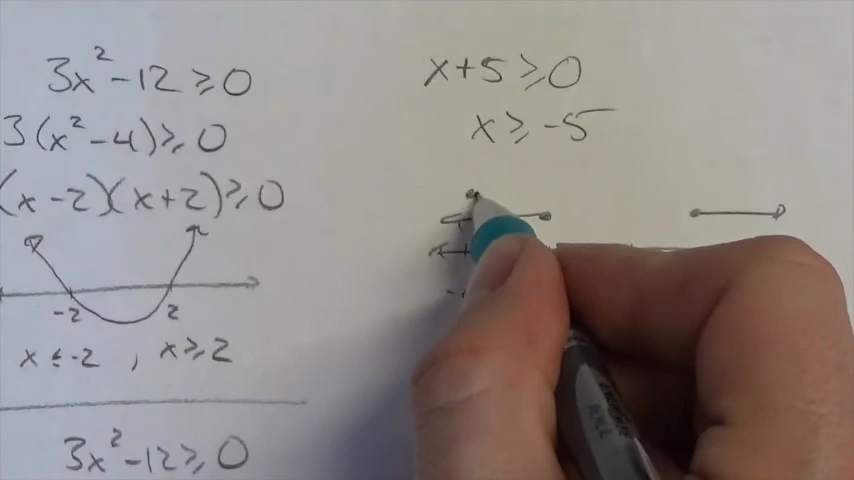 3x² - 12 ≥ 0
3(x² - 4) ≥ 0
(x - 2)(x + 2) ≥ 0
-2 2
x ≤ -2 , x ≥ 2
3x² - 12 ≥ 0
x + 5 ≥ 0
x ≥ -5